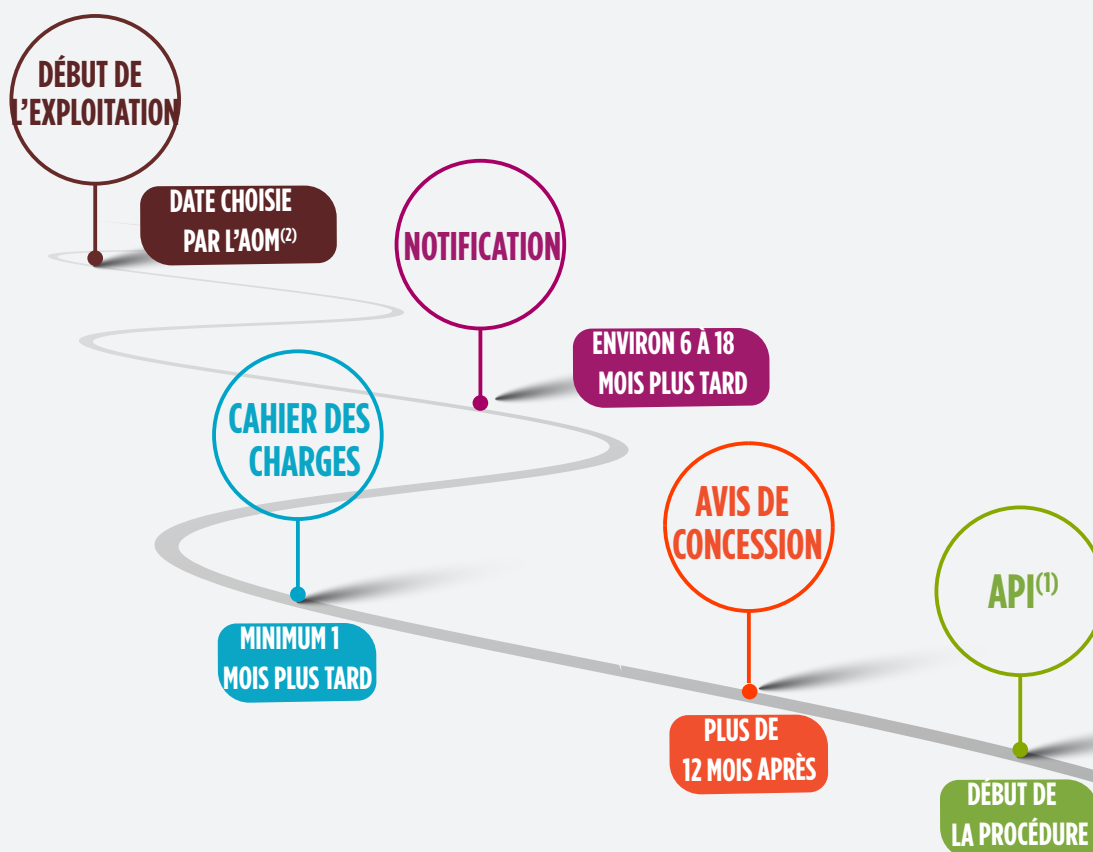 DÉBUT DE
L'EXPLOITATION
DATE CHOISIE
PAR L'AOM(2)
NOTIFICATION
ENVIRON 6 À 18
MOIS PLUS TARD
CAHIER DES
CHARGES
MINIMUM 1
MOIS PLUS TARD
AVIS DE
CONCESSION
PLUS DE
12 MOIS APRÈS
API(1)
DÉBUT DE
LA PROCÉDURE